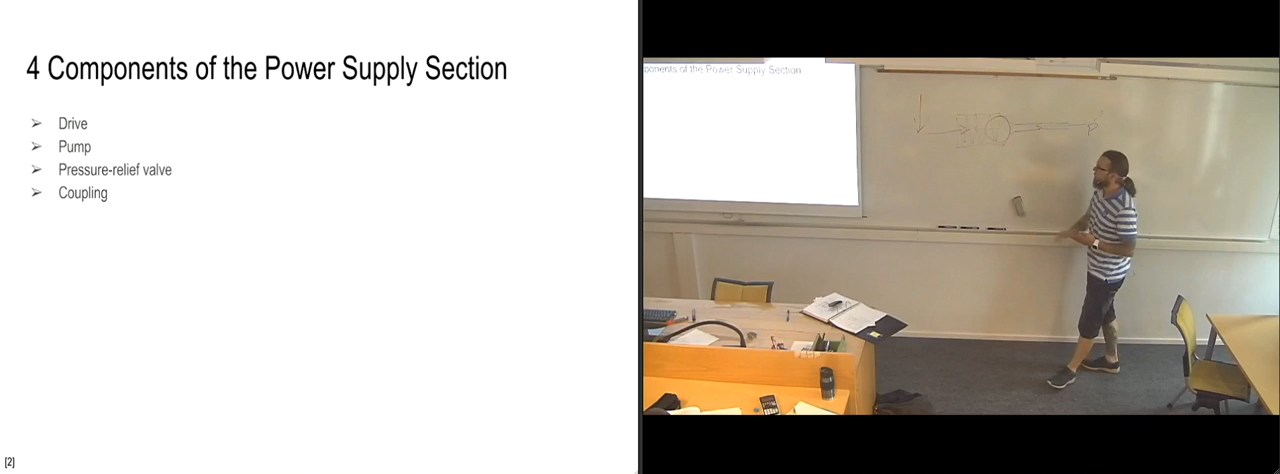 4 Components of the Power Supply Section
➢ Drive
➢ Pump
➢ Pressure-relief valve
➢ Coupling
[2]
ponents of the Power Supply Section